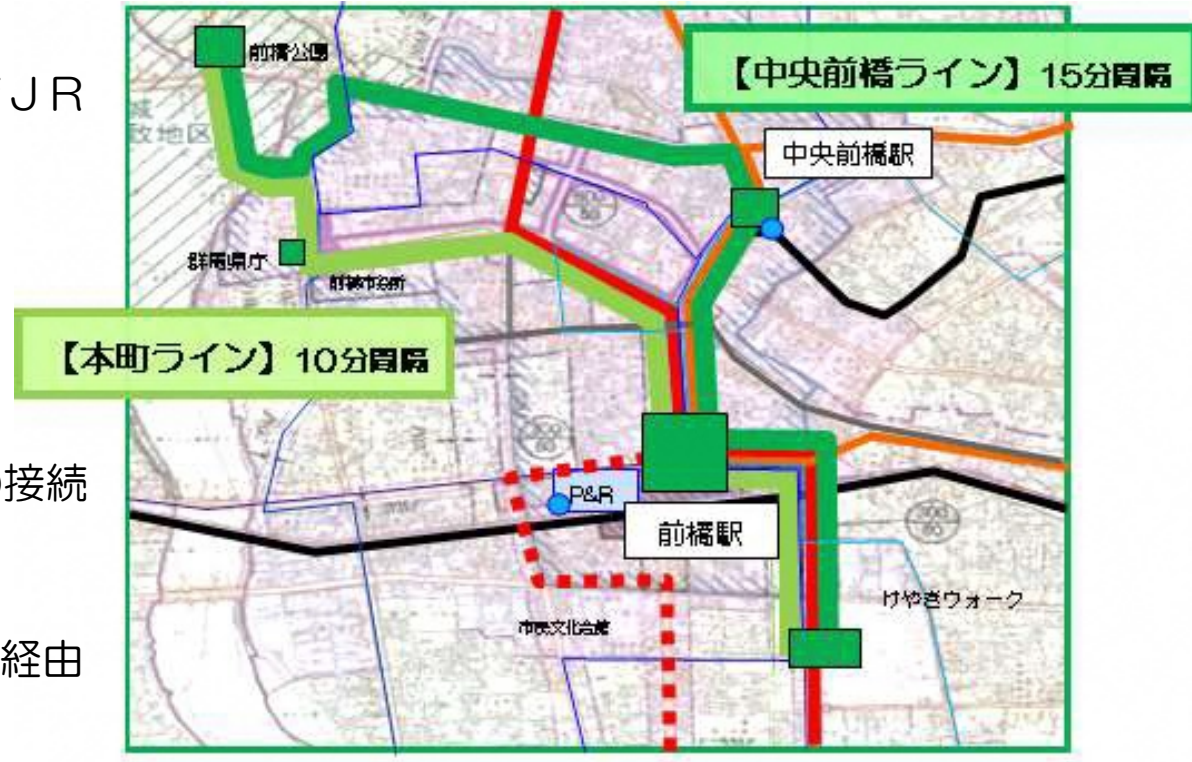 ＪＲ
前橋公園
【中央前橋ライン】15分間隔
政地区
中央前橋駅
群馬県庁
前橋市役所
【本町ライン】10分間隔
接続
P&R
前橋駅
けやきウォーク
市民文化会館
経由